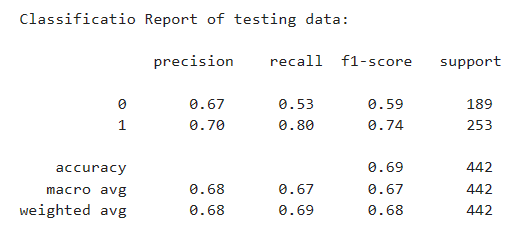 Classificatio Report of testing data:
precision recall f1-score support
0 0.67 0.53 0.59 189
1 0.70 0.80 0.74 253
accuracy 0.69 442
macro avg 0.68 0.67 0.67 442
weighted avg 0.68 0.69 0.68 442